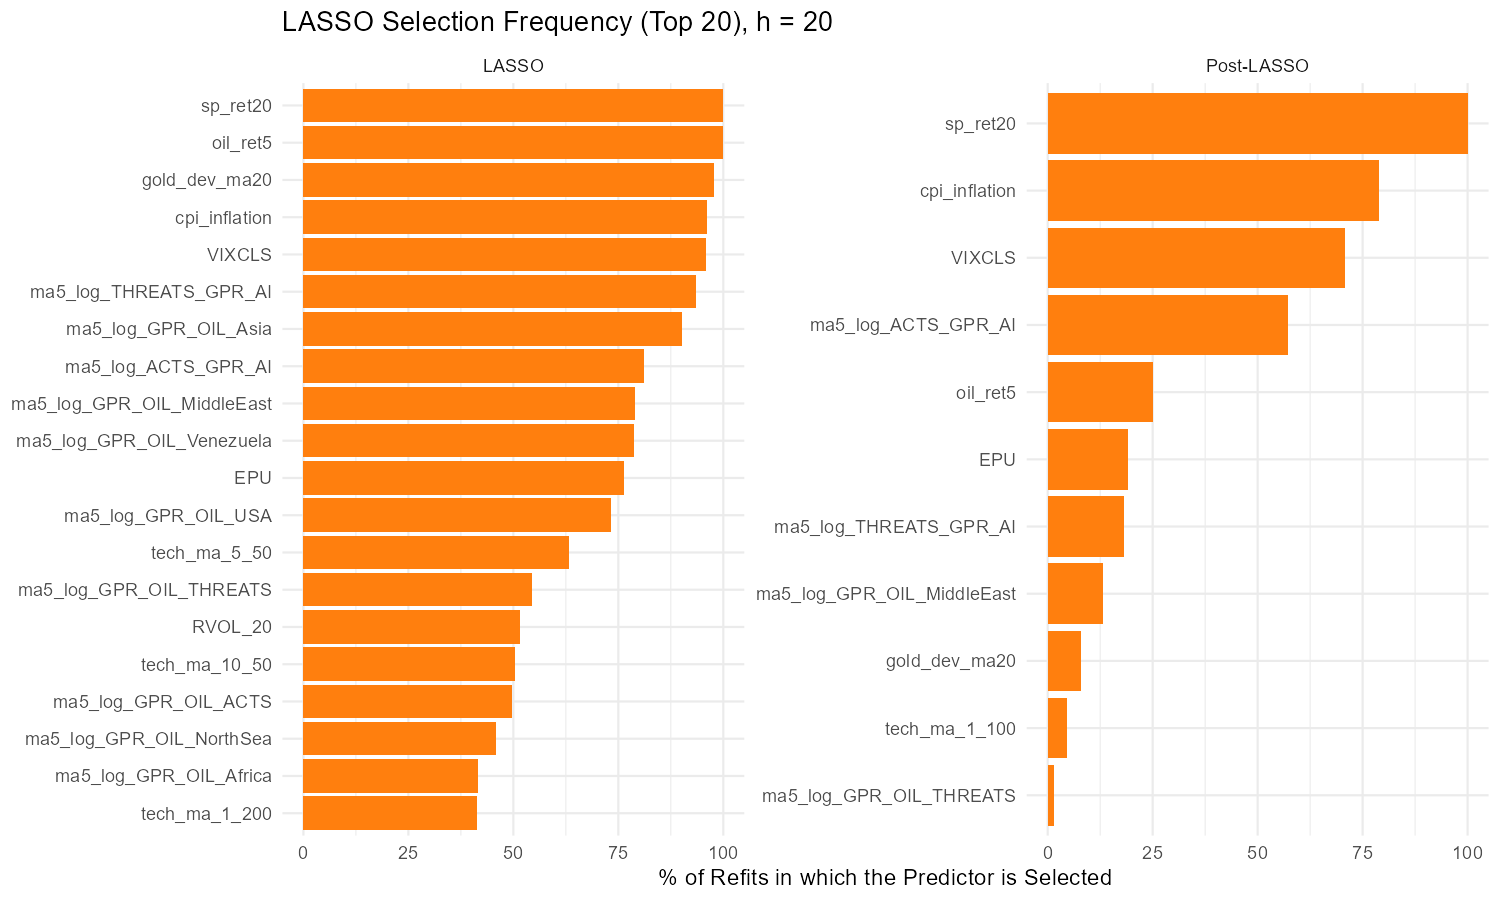 LASSO Selection Frequency (Top 20), h = 20
LASSO
sp_ret20
oil_ret5
gold_dev_ma20
cpi_inflation
VIXCLS
ma5_log_THREATS_GPR_AI
ma5_log_GPR_OIL_Asia
ma5_log_ACTS_GPR_AI
ma5_log_GPR_OIL_MiddleEast
ma5_log_GPR_OIL_Venezuela
EPU
ma5_log_GPR_OIL_USA
tech_ma_5_50
ma5_log_GPR_OIL_THREATS
RVOL_20
tech_ma_10_50
ma5_log_GPR_OIL_ACTS
ma5_log_GPR_OIL_NorthSea
ma5_log_GPR_OIL_Africa
tech_ma_1_200
0 25 50 75 100
Post-LASSO
sp_ret20
cpi_inflation
VIXCLS
ma5_log_ACTS_GPR_AI
oil_ret5
EPU
ma5_log_THREATS_GPR_AI
ma5_log_GPR_OIL_MiddleEast
gold_dev_ma20
tech_ma_1_100
ma5_log_GPR_OIL_THREATS
0 25 50 75 100
% of Refits in which the Predictor is Selected